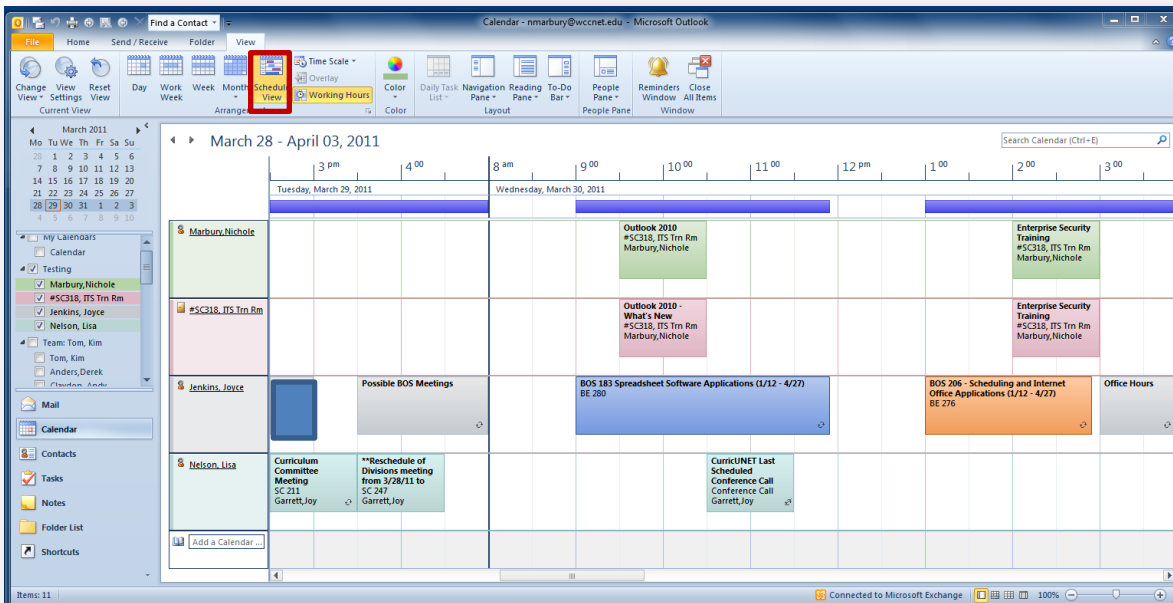 Find a Contact
Calendar - nmarbury@wccnet.edu - Microsoft Outlook
File Home Send / Receive Folder View
Change View
View Settings
Reset View
Current View
Day
Work Week
Week
Month
Schedule View
Time Scale
Overlay
Working Hours
Color
Color
Daily Task List
Navigation Pane
Reading Pane
To-Do Bar
Layout
People Pane
People Pane
Reminders Window
Close All Items
Window
March 2011
Mo Tu We Th Fr Sa Su
28 1 2 3 4 5 6
7 8 9 10 11 12 13
14 15 16 17 18 19 20
21 22 23 24 25 26 27
28 29 30 31 1 2 3
4 5 6 7 8 9 10
My Calendars
Calendar
Testing
Marbury,Nichole
#SC318, ITS Trn Rm
Jenkins, Joyce
Nelson, Lisa
Team: Tom, Kim
Tom, Kim
Anders,Derek
Claydon, Andy
Mail
Calendar
Contacts
Tasks
Notes
Folder List
Shortcuts
March 28 - April 03, 2011
Search Calendar (Ctrl+E)
3 pm 4 00 8 am 9 00 10 00 11 00 12 pm 1 00 2 00 3 00
Tuesday, March 29, 2011
Wednesday, March 30, 2011
Marbury,Nichole
Outlook 2010
#SC318, ITS Trn Rm
Marbury,Nichole
Enterprise Security
Training
#SC318, ITS Trn Rm
Marbury,Nichole
#SC318, ITS Trn Rm
Outlook 2010 -
What's New
#SC318, ITS Trn Rm
Marbury,Nichole
Enterprise Security
Training
#SC318, ITS Trn Rm
Marbury,Nichole
Jenkins, Joyce
Possible BOS Meetings
BOS 183 Spreadsheet Software Applications (1/12 - 4/27)
BE 280
BOS 206 - Scheduling and Internet
Office Applications (1/12 - 4/27)
BE 276
Office Hours
Nelson, Lisa
Curriculum
Committee
Meeting
SC 211
Garrett,Joy
**Reschedule of
Divisions meeting
from 3/28/11 to
SC 247
Garrett,Joy
CurricUNET Last
Scheduled
Conference Call
Conference Call
Garrett,Joy
Add a Calendar ...
Items: 11
Connected to Microsoft Exchange
100%